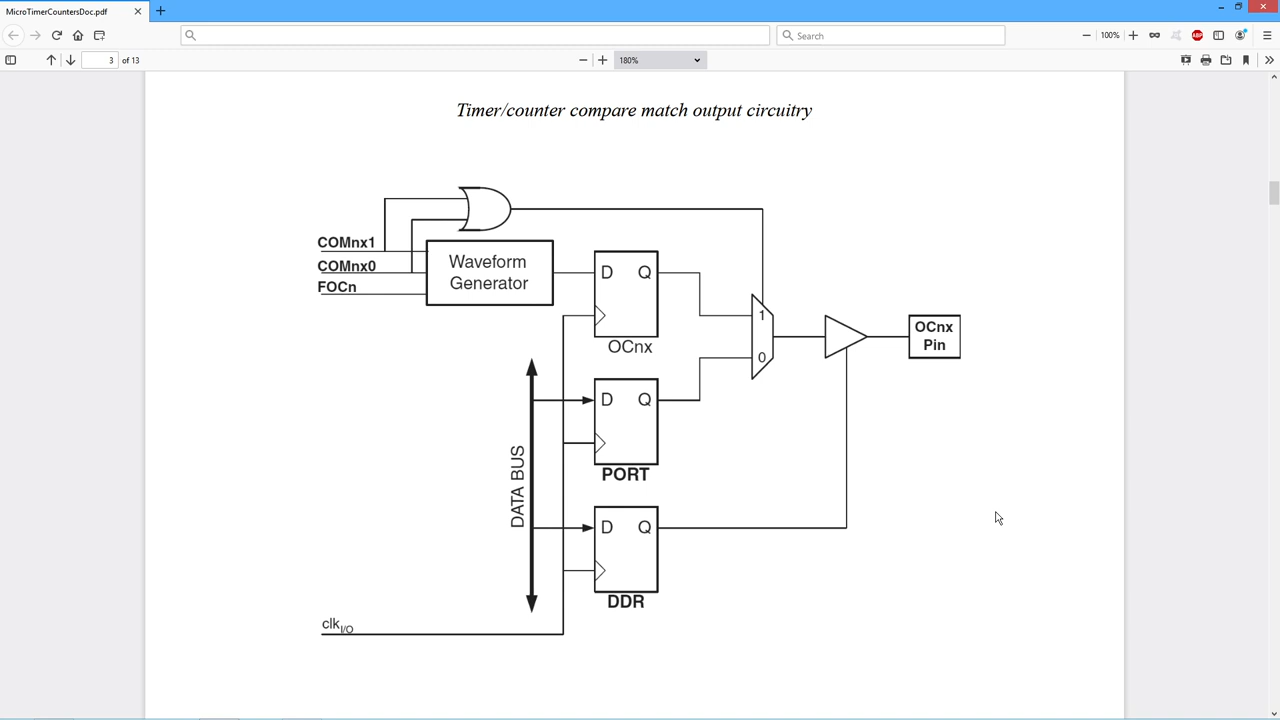 MicroTimerCountersDoc.pdf
Search
100%
ABP
3 of 13
180%
Timer/counter compare match output circuitry
COMnx1
COMnx0
FOCn
Waveform
Generator
D Q
OCnx
1
0
OCnx
Pin
D Q
PORT
DATA BUS
D Q
DDR
clkI/O